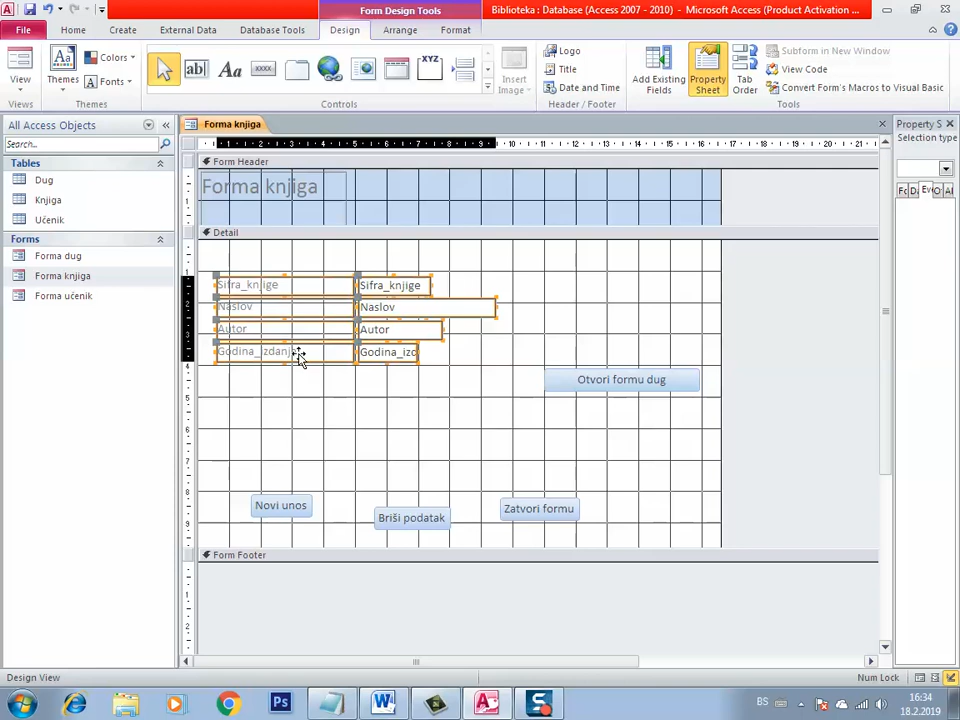 Form Design Tools
Biblioteka : Database (Access 2007 - 2010) - Microsoft Access (Product Activation
File
Home
Create
External Data
Database Tools
Design
Arrange
Format
View
Views
Themes
Colors
Fonts
Themes
ab|
Aa
XXXX
XYZ
Controls
Insert
Image
Logo
Title
Date and Time
Header / Footer
Add Existing
Fields
Property
Sheet
Tab
Order
Subform in New Window
View Code
Convert Form's Macros to Visual Basic
Tools
All Access Objects
Search...
Tables
Dug
Knjiga
Učenik
Forms
Forma dug
Forma knjiga
Forma učenik
Forma knjiga
Property S
Selection type
Form Header
Forma knjiga
Detail
Sifra_knjige Sifra_knjige
Naslov Naslov
Autor Autor
Godina_izdanj Godina_izd
Otvori formu dug
Novi unos
Briši podatak
Zatvori formu
Form Footer
Design View
Num Lock
BS
16:34
18.2.2019